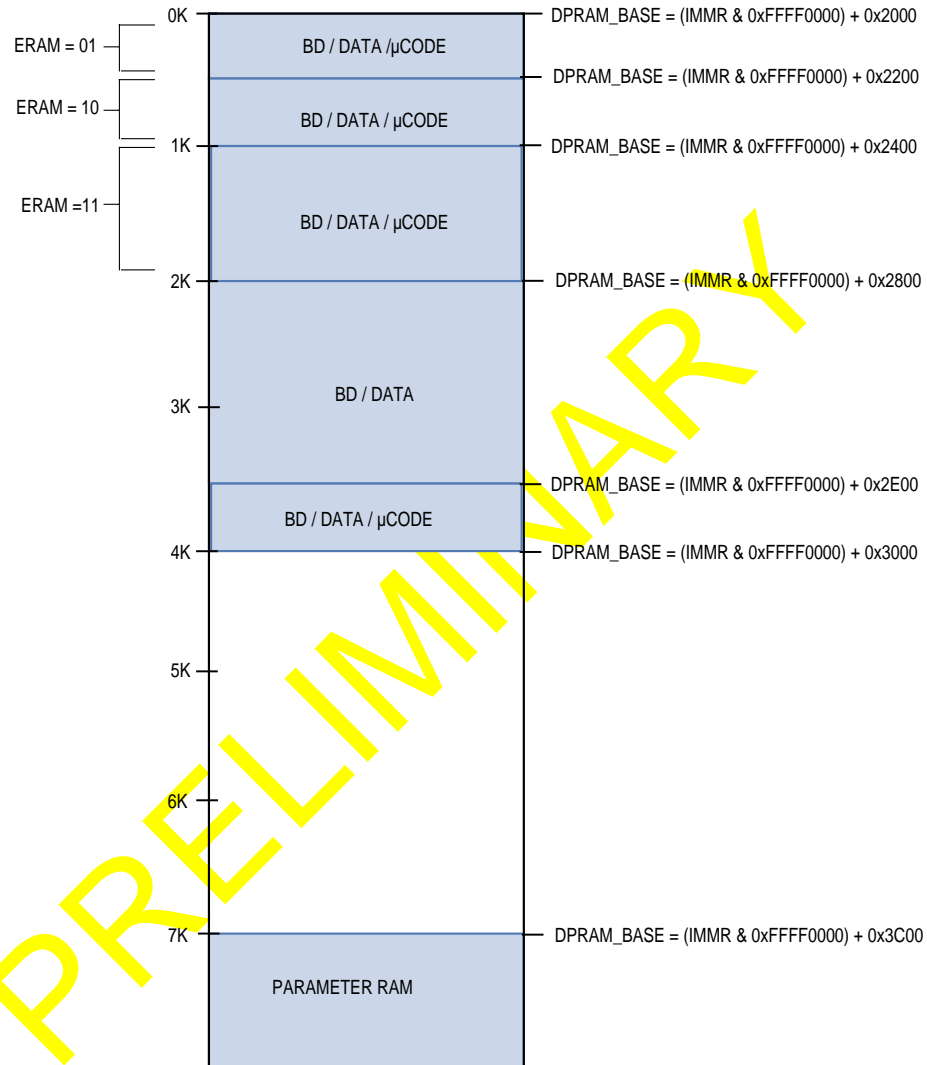 0K
DPRAM_BASE = (IMMR & 0xFFFF0000) + 0x2000
ERAM = 01
BD / DATA /µCODE
DPRAM_BASE = (IMMR & 0xFFFF0000) + 0x2200
ERAM = 10
BD / DATA / µCODE
1K
DPRAM_BASE = (IMMR & 0xFFFF0000) + 0x2400
ERAM =11
BD / DATA / µCODE
2K
DPRAM_BASE = (IMMR & 0xFFFF0000) + 0x2800
BD / DATA
3K
DPRAM_BASE = (IMMR & 0xFFFF0000) + 0x2E00
BD / DATA / µCODE
4K
DPRAM_BASE = (IMMR & 0xFFFF0000) + 0x3000
5K
6K
7K
DPRAM_BASE = (IMMR & 0xFFFF0000) + 0x3C00
PARAMETER RAM
PRELIMINARY